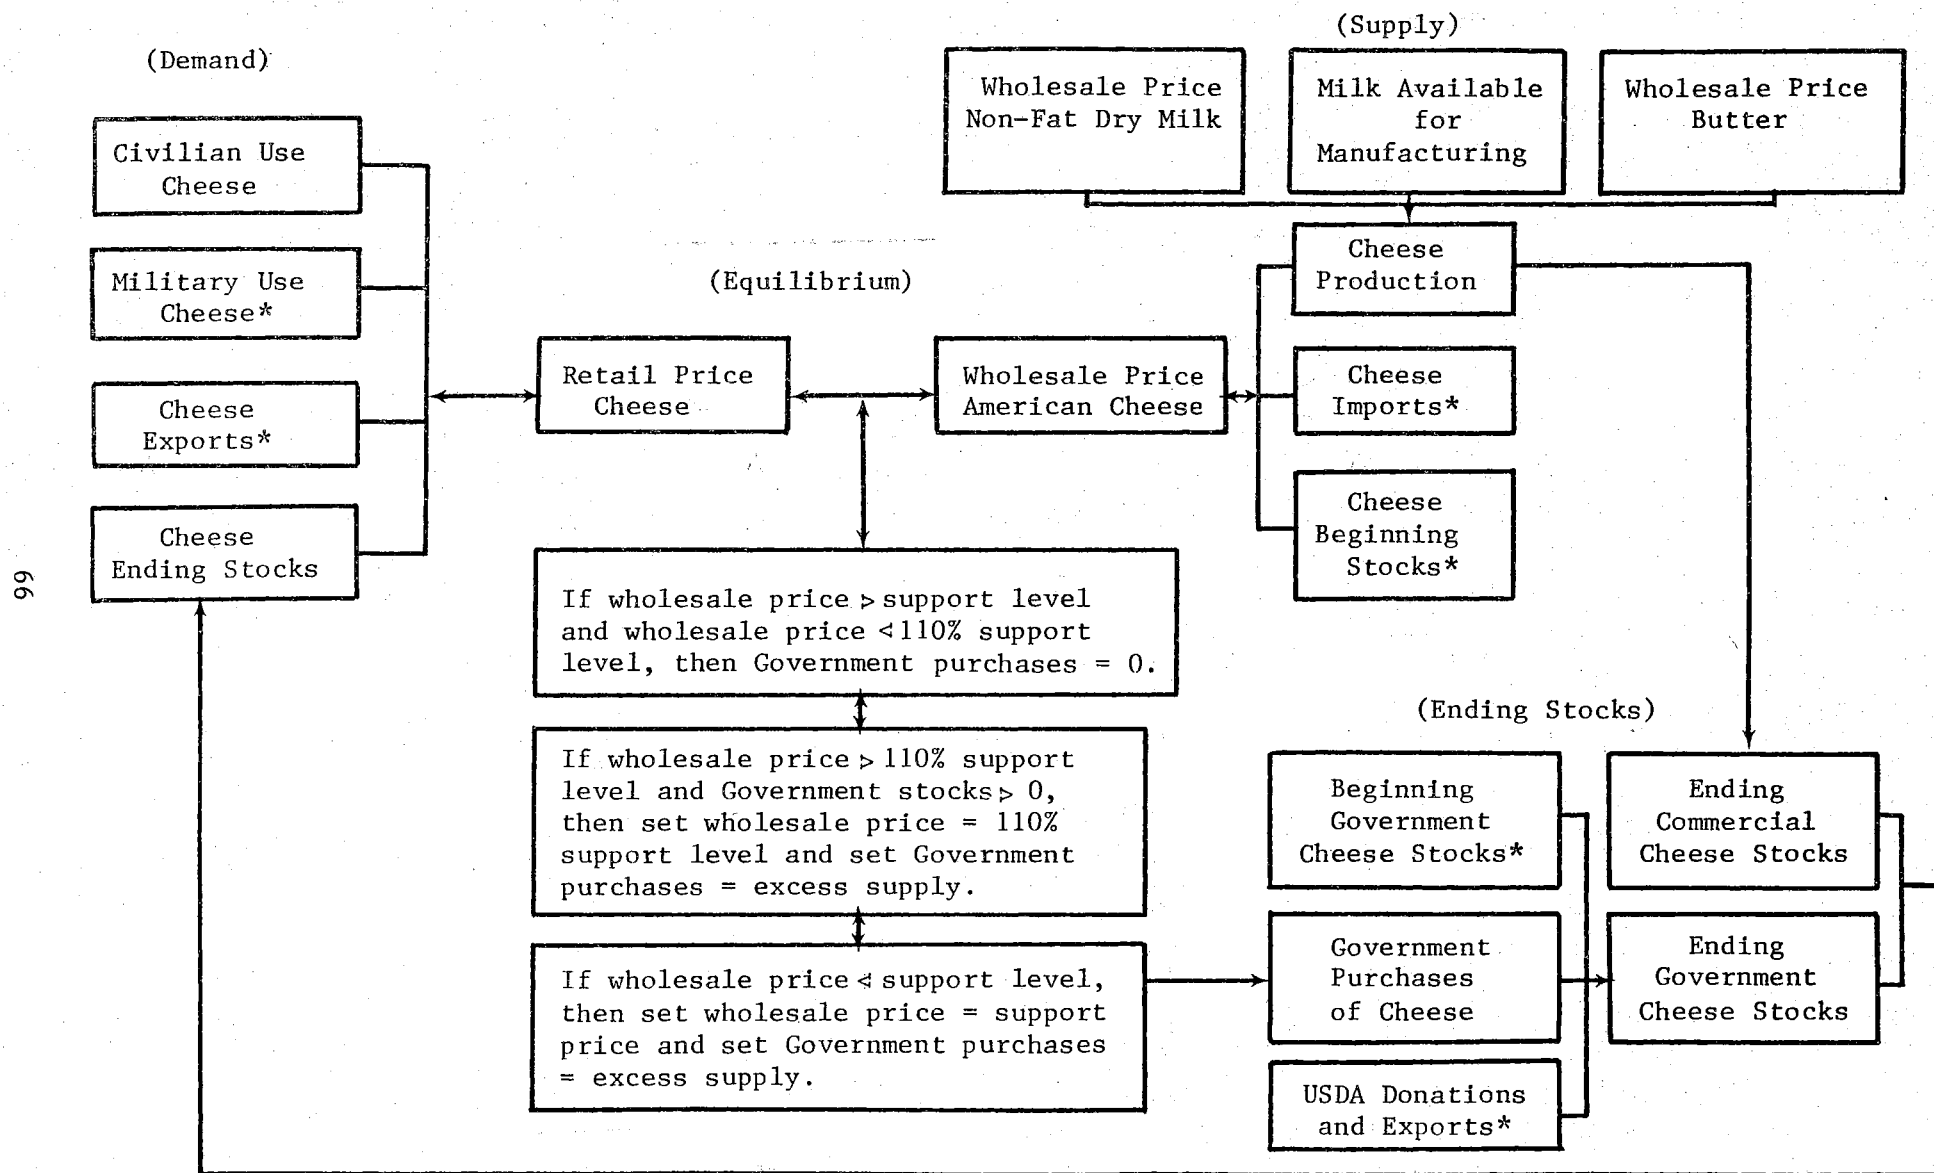 (Demand)
Civilian Use
Cheese
Military Use
Cheese*
Cheese
Exports*
Cheese
Ending Stocks
(Supply)
Wholesale Price
Non-Fat Dry Milk
Milk Available
for
Manufacturing
Wholesale Price
Butter
Cheese
Production
Cheese
Imports*
Cheese
Beginning
Stocks*
(Equilibrium)
Retail Price
Cheese
Wholesale Price
American Cheese
If wholesale price > support level
and wholesale price < 110% support
level, then Government purchases = 0.
If wholesale price > 110% support
level and Government stocks > 0,
then set wholesale price = 110%
support level and set Government
purchases = excess supply.
If wholesale price < support level,
then set wholesale price = support
price and set Government purchases
= excess supply.
(Ending Stocks)
Beginning
Government
Cheese Stocks*
Government
Purchases
of Cheese
USDA Donations
and Exports*
Ending
Commercial
Cheese Stocks
Ending
Government
Cheese Stocks
66